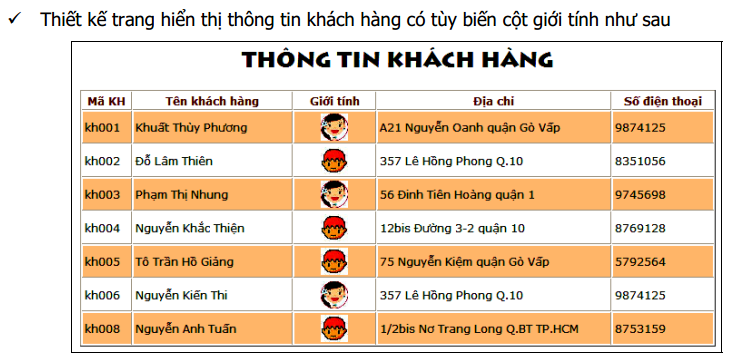 ✓ Thiết kế trang hiển thị thông tin khách hàng có tùy biến cột giới tính như sau
THÔNG TIN KHÁCH HÀNG
Mã KH Tên khách hàng Giới tính Địa chỉ Số điện thoại
kh001 Khuất Thùy Phương A21 Nguyễn Oanh quận Gò Vấp 9874125
kh002 Đỗ Lâm Thiên 357 Lê Hồng Phong Q.10 8351056
kh003 Phạm Thị Nhung 56 Đinh Tiên Hoàng quận 1 9745698
kh004 Nguyễn Khắc Thiện 12bis Đường 3-2 quận 10 8769128
kh005 Tô Trần Hồ Giảng 75 Nguyễn Kiệm quận Gò Vấp 5792564
kh006 Nguyễn Kiến Thi 357 Lê Hồng Phong Q.10 9874125
kh008 Nguyễn Anh Tuấn 1/2bis Nơ Trang Long Q.BT TP.HCM 8753159